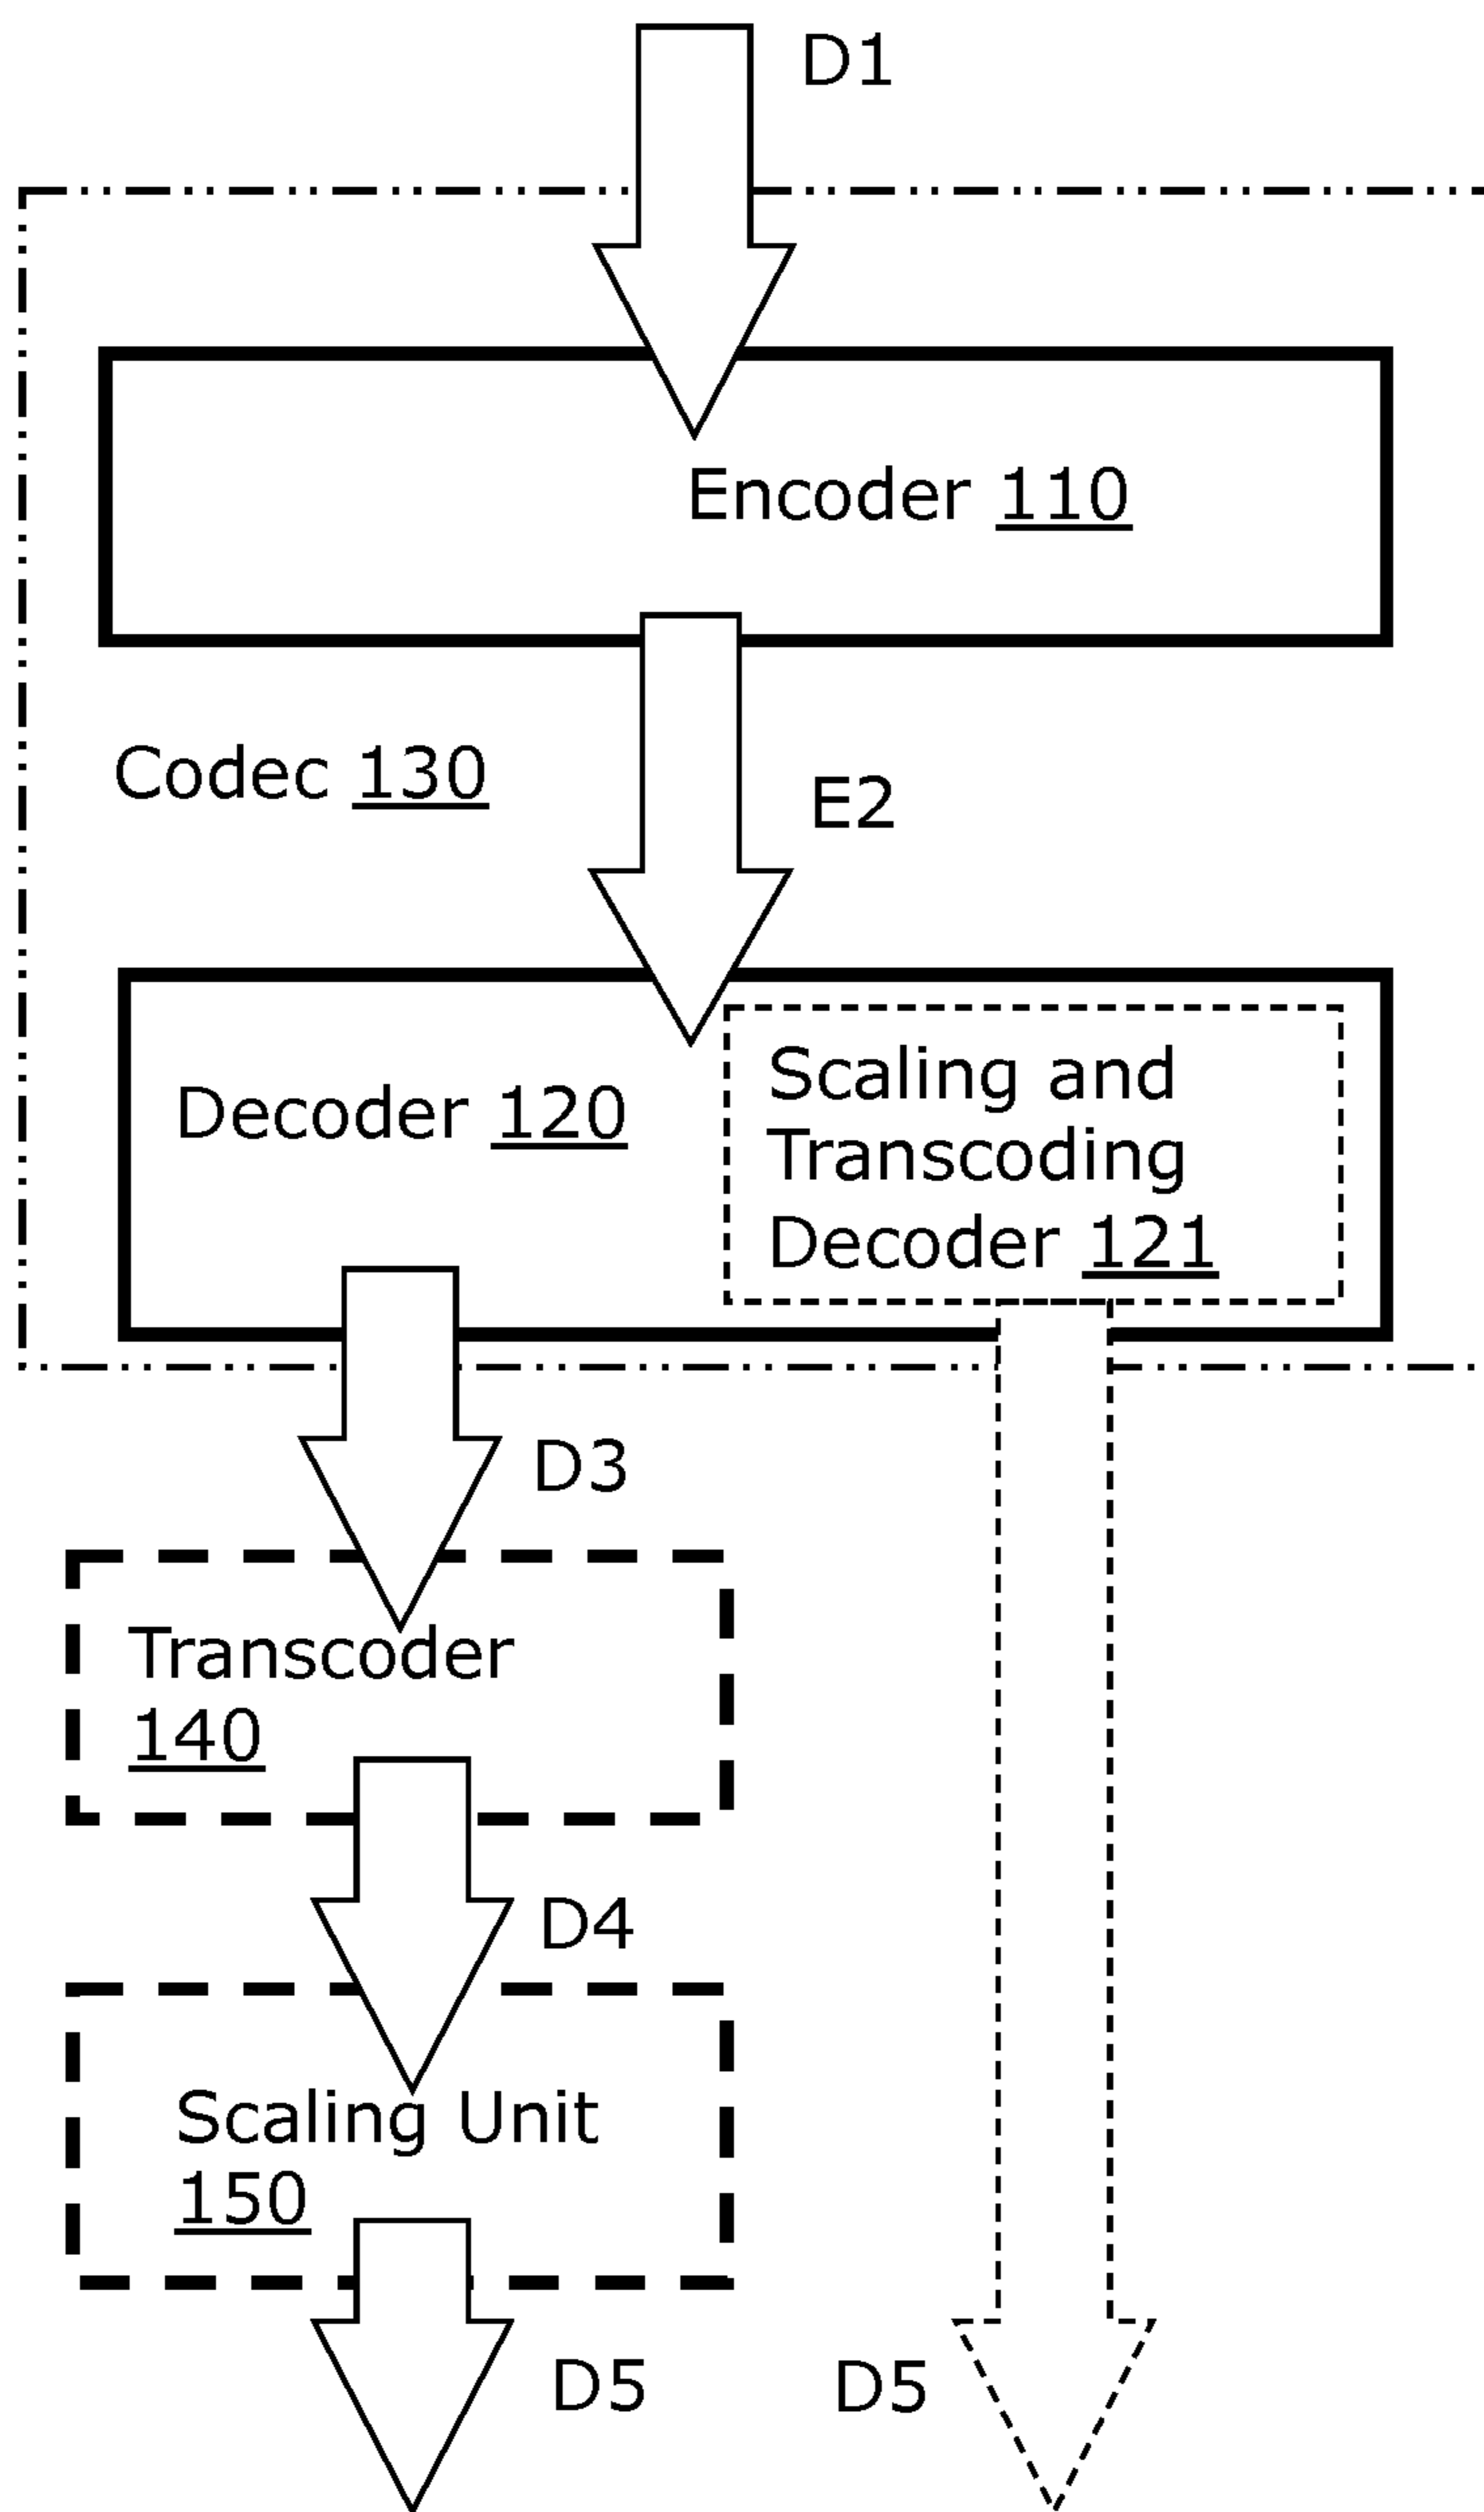 D1
Encoder 110
Codec 130
E2
Decoder 120
Scaling and
Transcoding
Decoder 121
D3
Transcoder
140
D4
Scaling Unit
150
D5
D5